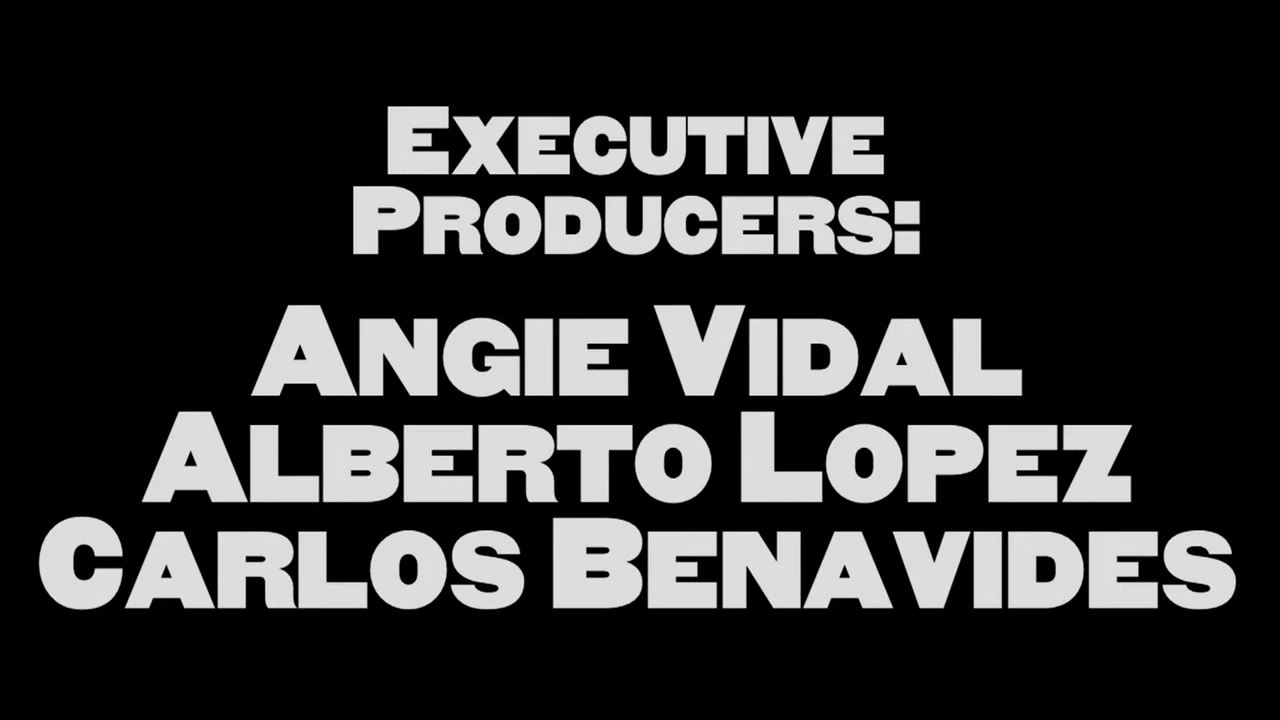 Executive
Producers:
Angie Vidal
Alberto Lopez
Carlos Benavides